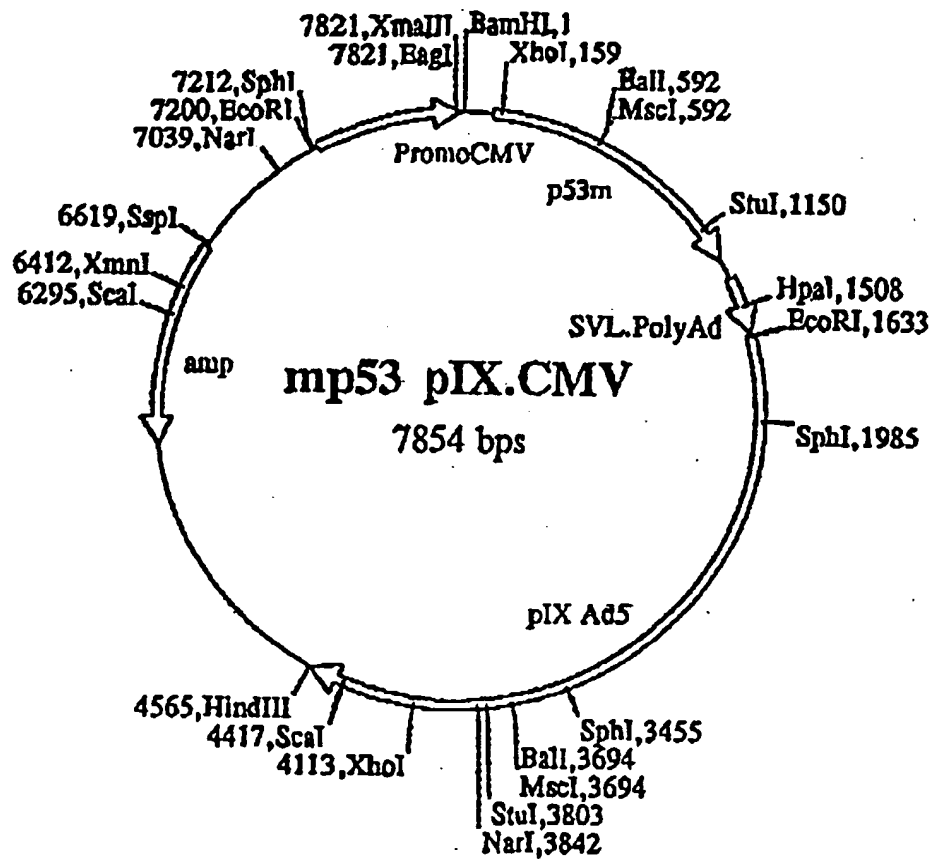 7821,XmaIII
BamHI,1
7821,EagI
XhoI,159
7212,SphI
BalI,592
7200,EcoRI
MscI,592
7039,NarI
PromoCMV
p53m
StuI,1150
6619,SspI
6412,XmnI
6295,ScaI
HpaI,1508
SVL.PolyAd
EcoRI,1633
amp
mp53 pIX.CMV
7854 bps
SphI,1985
pIX Ad5
4565,HindIII
4417,ScaI
4113,XhoI
SphI,3455
BalI,3694
MscI,3694
StuI,3803
NarI,3842